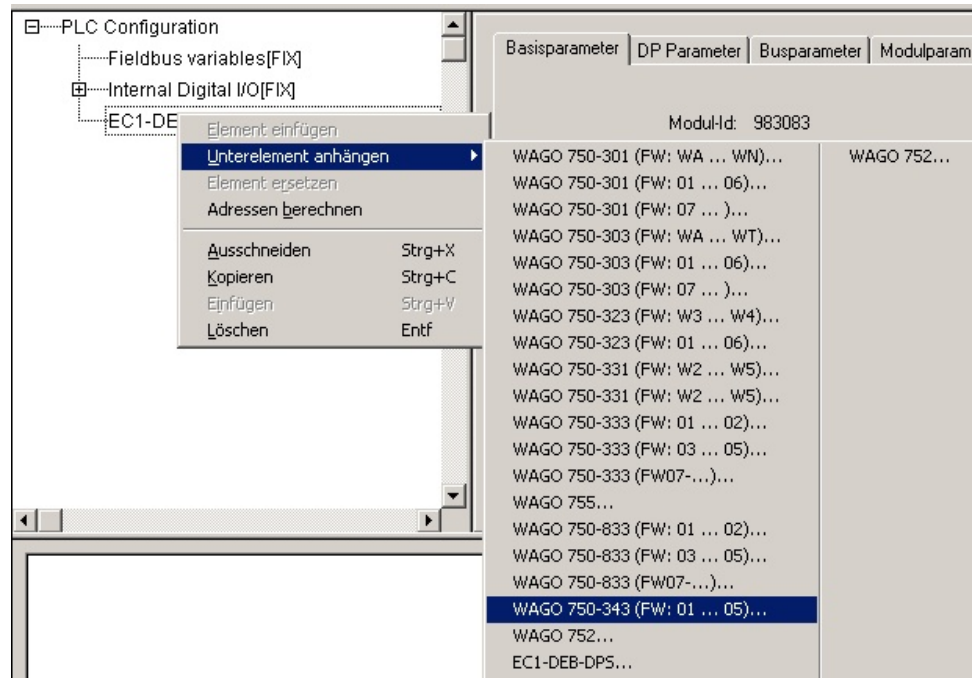 PLC Configuration
Fieldbus variables[FIX]
Internal Digital I/O[FIX]
EC1-DE
Basisparameter
DP Parameter
Busparameter
Modulparam
Modul-Id: 983083
Element einfügen
Unterelement anhängen
Element ersetzen
Adressen berechnen
Ausschneiden Strg+X
Kopieren Strg+C
Einfügen Strg+V
Löschen Entf
WAGO 750-301 (FW: WA ... WN)...
WAGO 750-301 (FW: 01 ... 06)...
WAGO 750-301 (FW: 07 ... )...
WAGO 750-303 (FW: WA ... WT)...
WAGO 750-303 (FW: 01 ... 06)...
WAGO 750-303 (FW: 07 ... )...
WAGO 750-323 (FW: W3 ... W4)...
WAGO 750-323 (FW: 01 ... 06)...
WAGO 750-331 (FW: W2 ... W5)...
WAGO 750-331 (FW: W2 ... W5)...
WAGO 750-333 (FW: 01 ... 02)...
WAGO 750-333 (FW: 03 ... 05)...
WAGO 750-333 (FW07-...)...
WAGO 755...
WAGO 750-833 (FW: 01 ... 02)...
WAGO 750-833 (FW: 03 ... 05)...
WAGO 750-833 (FW07-...)...
WAGO 750-343 (FW: 01 ... 05)...
WAGO 752...
EC1-DEB-DPS...
WAGO 752...